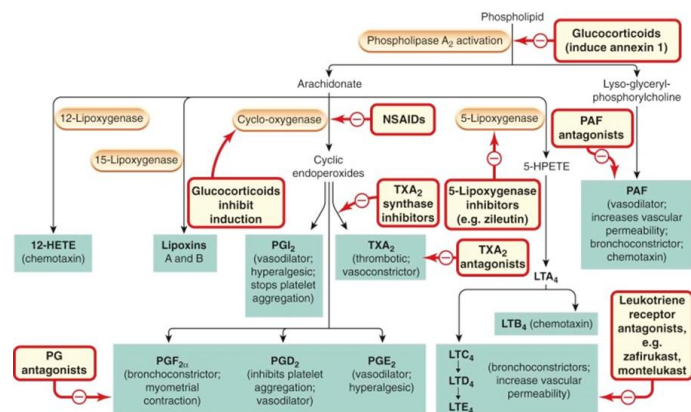 Phospholipid
Phospholipase A₂ activation
Glucocorticoids
(induce annexin 1)
Arachidonate
Lyso-glyceryl-
phosphorylcholine
12-Lipoxygenase
Cyclo-oxygenase
NSAIDs
5-Lipoxygenase
PAF
antagonists
15-Lipoxygenase
Cyclic
endoperoxides
5-HPETE
Glucocorticoids
inhibit
induction
TXA₂
synthase
inhibitors
5-Lipoxygenase
inhibitors
(e.g. zileutin)
PAF
(vasodilator;
increases vascular
permeability;
bronchoconstrictor;
chemotaxin)
12-HETE
(chemotaxin)
Lipoxins
A and B
PGI₂
(vasodilator;
hyperalgesic;
stops platelet
aggregation)
TXA₂
(thrombotic;
vasoconstrictor)
TXA₂
antagonists
LTA₄
LTB₄ (chemotaxin)
Leukotriene
receptor
antagonists,
e.g.
zafirukast,
montelukast
PG
antagonists
PGF₂α
(bronchoconstrictor;
myometrial
contraction)
PGD₂
(inhibits platelet
aggregation;
vasodilator)
PGE₂
(vasodilator;
hyperalgesic)
LTC₄
LTD₄
LTE₄
(bronchoconstrictors;
increase vascular
permeability)